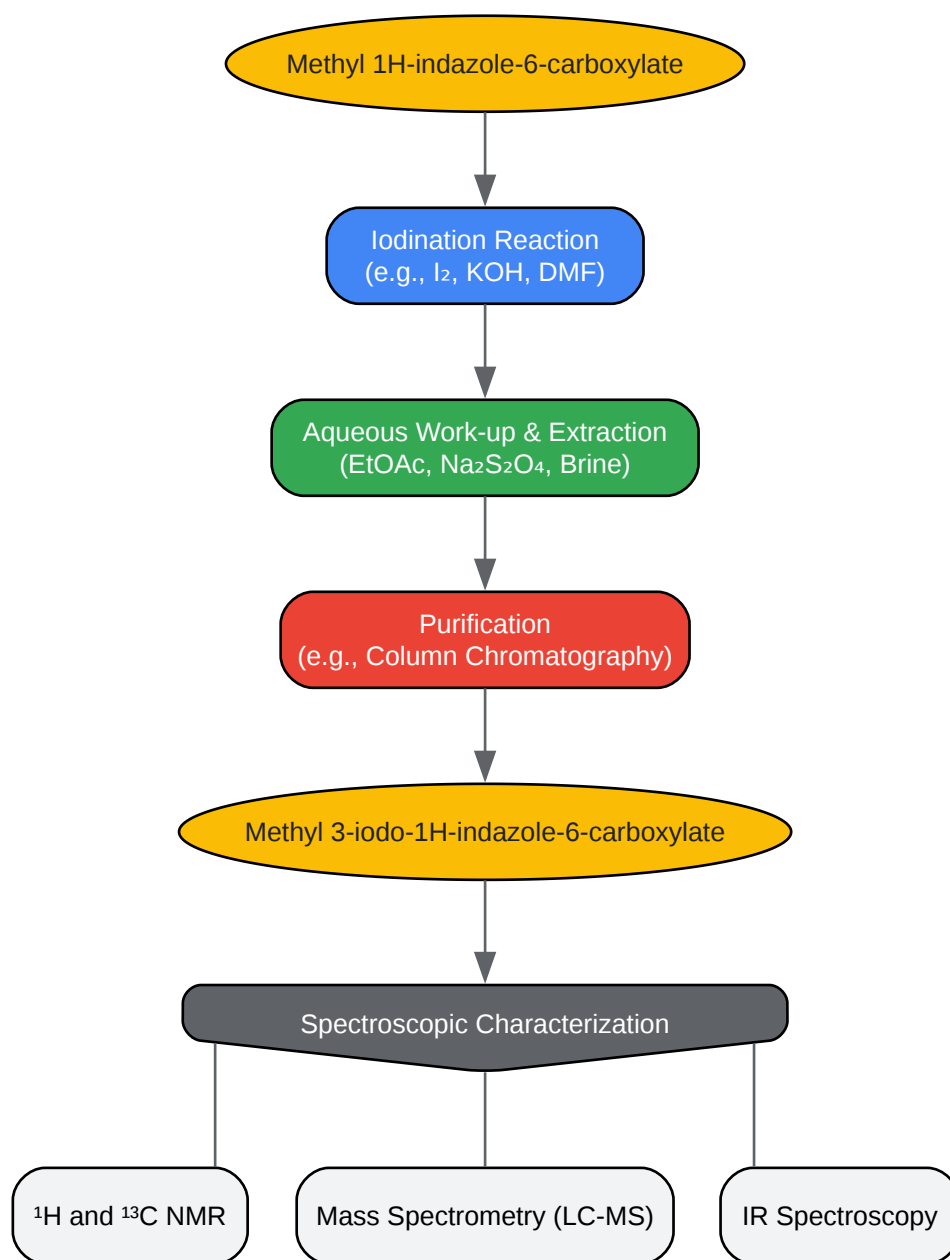 Methyl 1H-indazole-6-carboxylate
Iodination Reaction
(e.g., I₂, KOH, DMF)
Aqueous Work-up & Extraction
(EtOAc, Na₂S₂O₄, Brine)
Purification
(e.g., Column Chromatography)
Methyl 3-iodo-1H-indazole-6-carboxylate
Spectroscopic Characterization
¹H and ¹³C NMR
Mass Spectrometry (LC-MS)
IR Spectroscopy